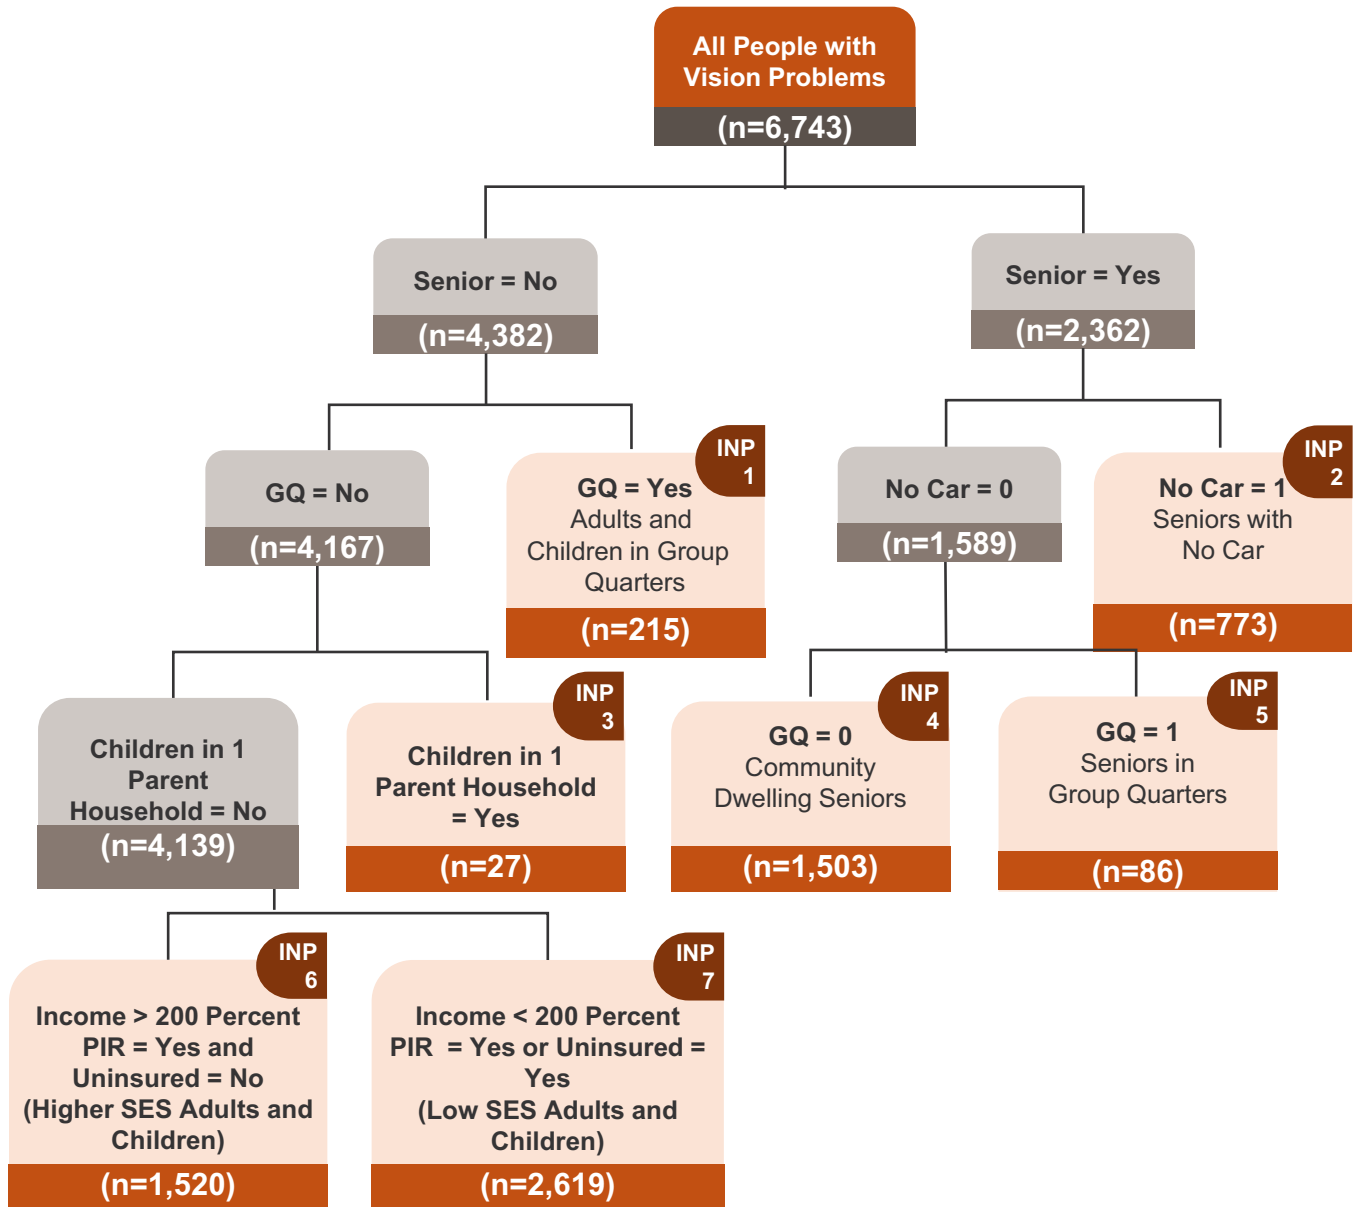 All People with
Vision Problems
(n=6,743)
Senior = No
(n=4,382)
Senior = Yes
(n=2,362)
GQ = No
(n=4,167)
INP
1
GQ = Yes
Adults and
Children in Group
Quarters
(n=215)
No Car = 0
(n=1,589)
INP
2
No Car = 1
Seniors with
No Car
(n=773)
Children in 1
Parent
Household = No
(n=4,139)
INP
3
Children in 1
Parent Household
= Yes
(n=27)
INP
4
GQ = 0
Community
Dwelling Seniors
(n=1,503)
INP
5
GQ = 1
Seniors in
Group Quarters
(n=86)
INP
6
Income > 200 Percent
PIR = Yes and
Uninsured = No
(Higher SES Adults and
Children)
(n=1,520)
INP
7
Income < 200 Percent
PIR  = Yes or Uninsured =
Yes
(Low SES Adults and
Children)
(n=2,619)